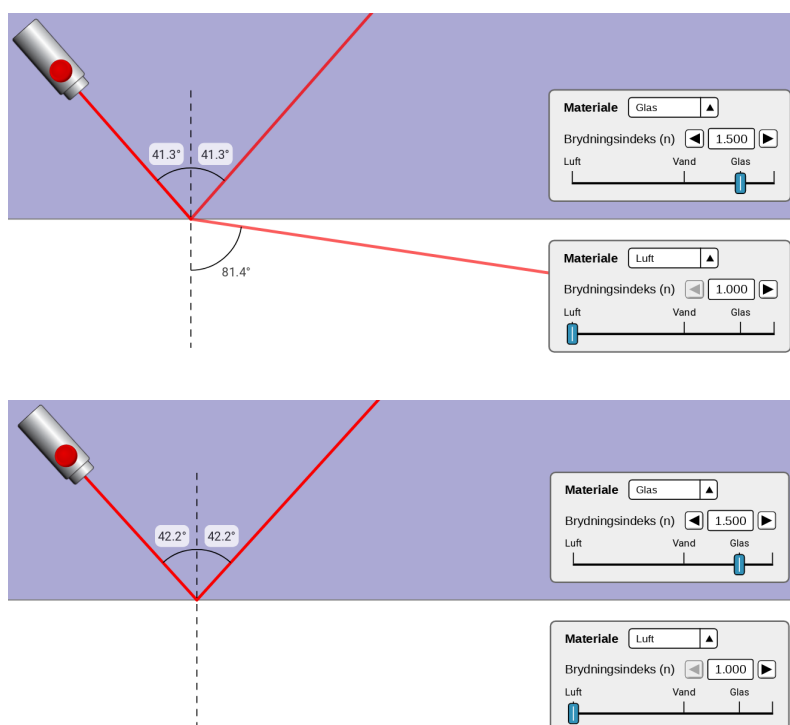 Materiale Glas
41.3° 41.3°
Brydningsindeks (n) 1.500
Luft Vand Glas
Materiale Luft
81.4°
Brydningsindeks (n) 1.000
Luft Vand Glas
Materiale Glas
Brydningsindeks (n) 1.500
42.2° 42.2°
Luft Vand Glas
Materiale Luft
Brydningsindeks (n) 1.000
Luft Vand Glas